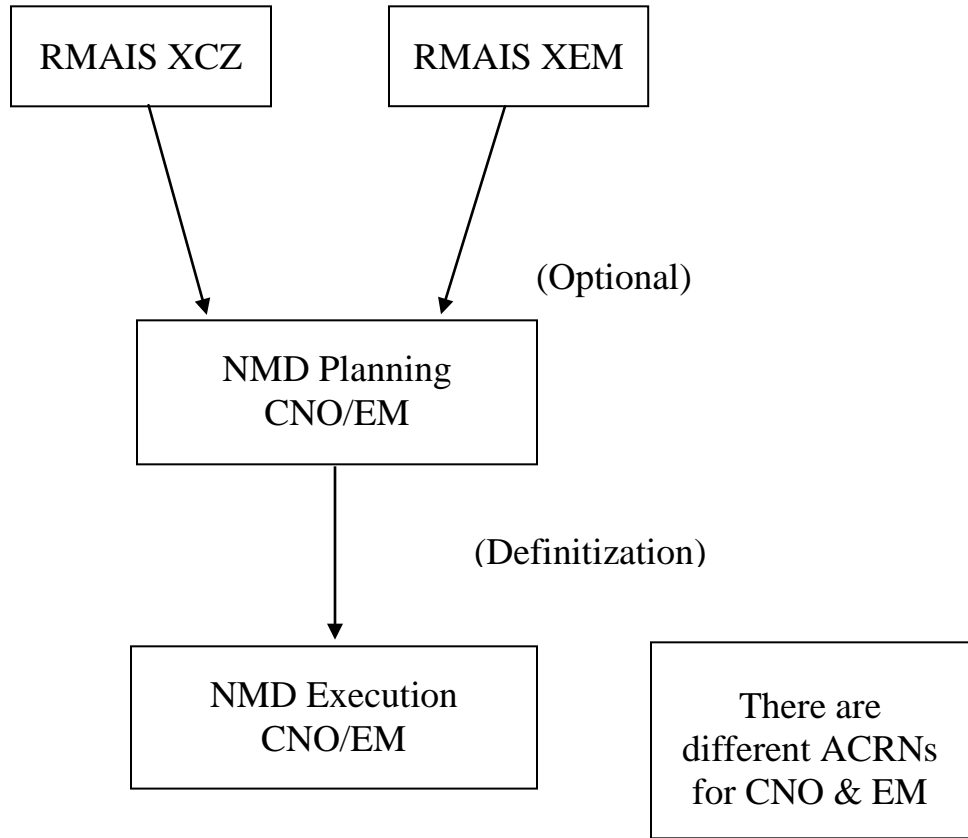 RMAIS XCZ
RMAIS XEM
(Optional)
NMD Planning
CNO/EM
(Definitization)
NMD Execution
CNO/EM
There are
different ACRNs
for CNO & EM